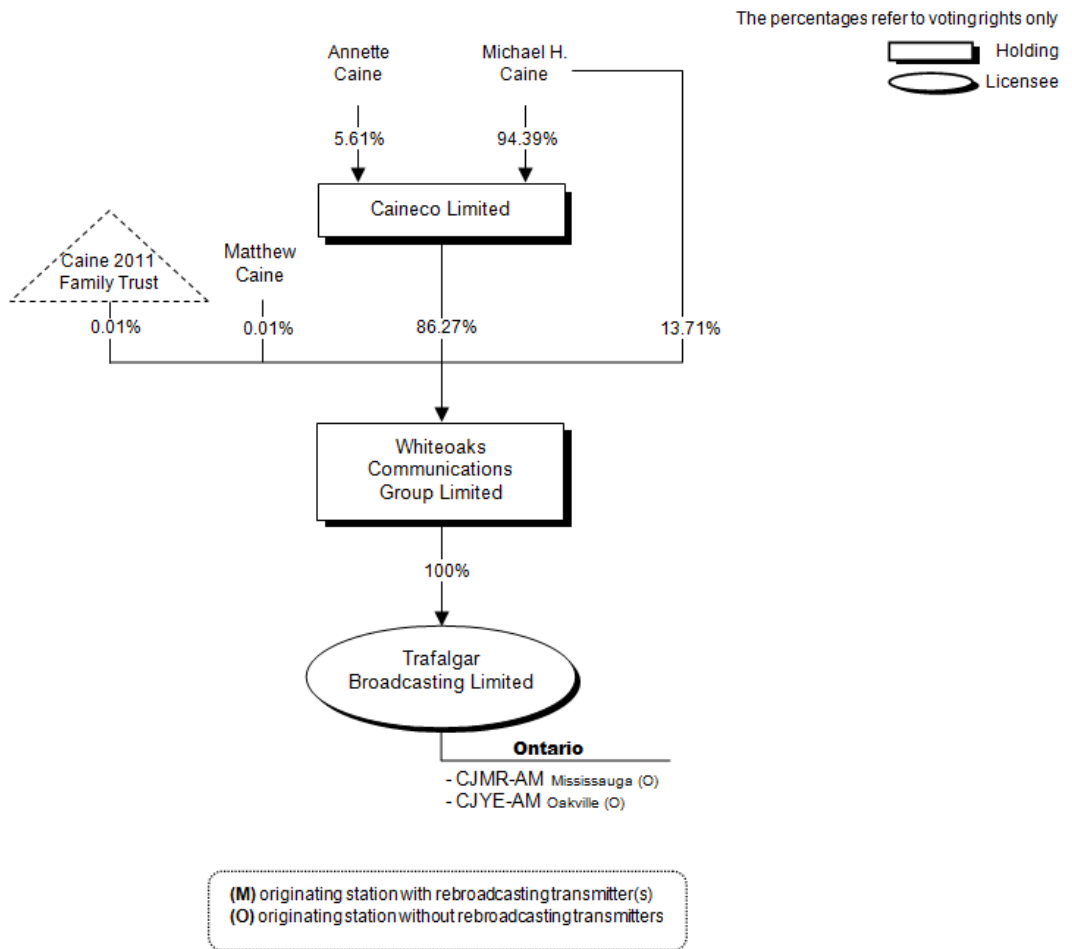 The percentages refer to voting rights only
Holding
Licensee
Annette
Caine
Michael H.
Caine
5.61%
94.39%
Caineco Limited
Caine 2011
Family Trust
Matthew
Caine
0.01%
0.01%
86.27%
13.71%
Whiteoaks
Communications
Group Limited
100%
Trafalgar
Broadcasting Limited
Ontario
- CJMR-AM Mississauga (O)
- CJYE-AM Oakville (O)
(M) originating station with rebroadcasting transmitter(s)
(O) originating station without rebroadcasting transmitters